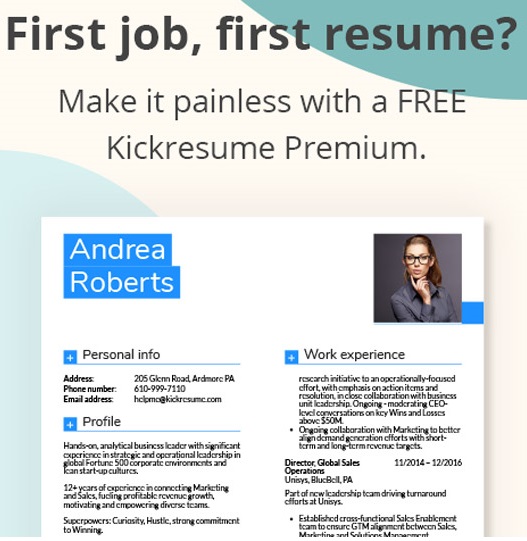 First job, first resume?
Make it painless with a FREE
Kickresume Premium.
Andrea
Roberts
Personal info
Address: 205 Glenn Road, Ardmore PA
Phone number: 610-999-7110
Email address: helpme@kickresume.com
Profile
Hands-on, analytical business leader with significant
experience in strategic and operational leadership in
global Fortune 500 corporate environments and
lean start-up cultures.
12+ years of experience in connecting Marketing
and Sales, fueling profitable revenue growth,
motivating and empowering diverse teams.
Superpowers: Curiosity, Hustle, strong commitment
to Winning.
Work experience
research initiative to an operationally-focused
effort, with emphasis on action items and
resolution, in close collaboration with business
unit leadership. Ongoing - moderating CEO-
level conversations on key Wins and Losses
above $50M.
• Ongoing collaboration with Marketing to better
align demand generation efforts with short-
term and long-term revenue targets.
Director, Global Sales 11/2014 – 12/2016
Operations
Unisys, BlueBell, PA
Part of new leadership team driving turnaround
efforts at Unisys.
• Established cross-functional Sales Enablement
team to ensure GTM alignment between Sales,
Marketing and Solutions Management